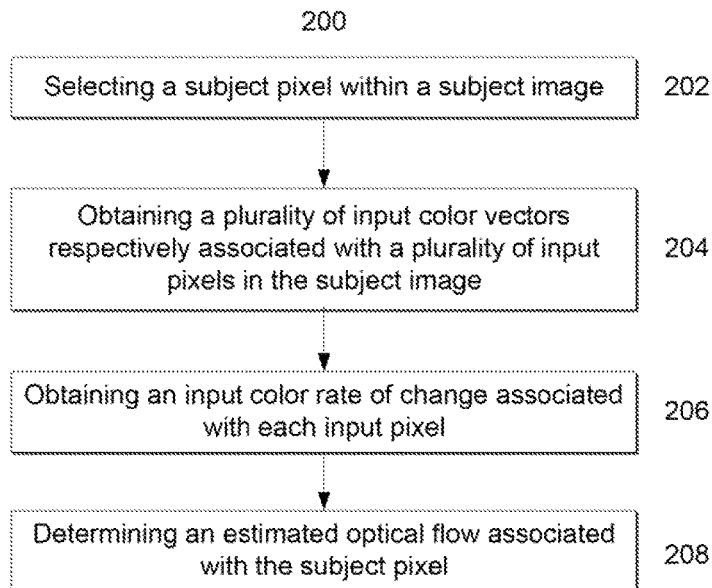 200
Selecting a subject pixel within a subject image
202
Obtaining a plurality of input color vectors
respectively associated with a plurality of input
pixels in the subject image
204
Obtaining an input color rate of change associated
with each input pixel
206
Determining an estimated optical flow associated
with the subject pixel
208